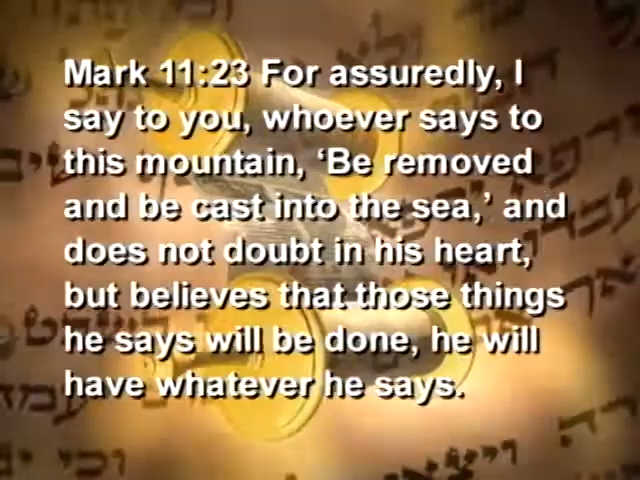 Mark 11:23 For assuredly, I
say to you, whoever says to
this mountain, ‘Be removed
and be cast into the sea,’ and
does not doubt in his heart,
but believes that those things
he says will be done, he will
have whatever he says.